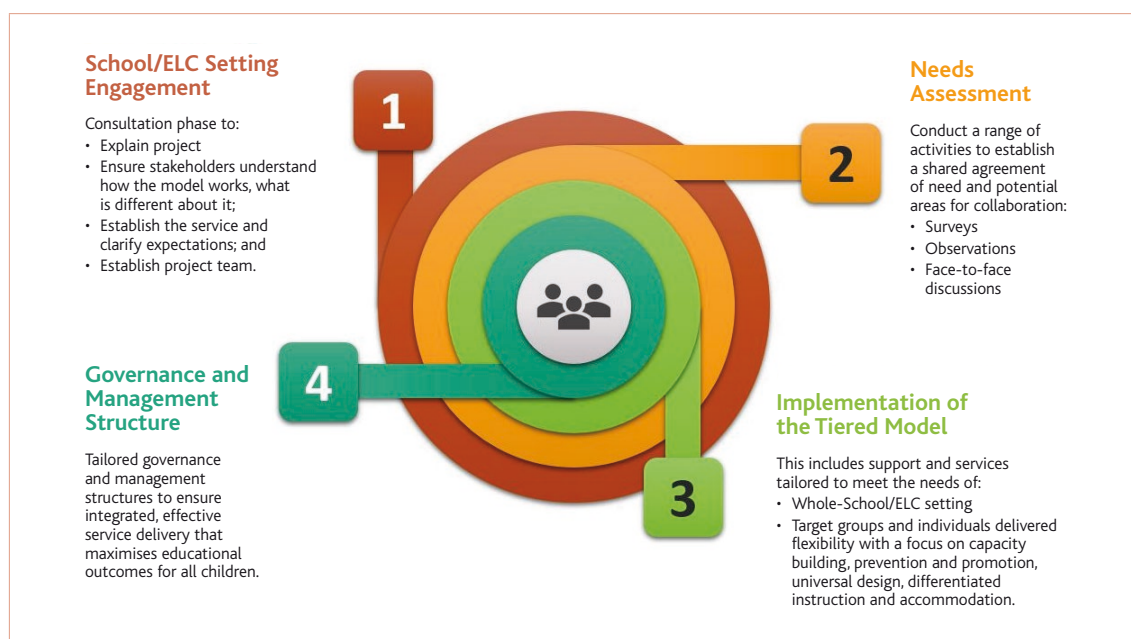 School/ELC Setting
Engagement
Consultation phase to:
• Explain project
• Ensure stakeholders understand
how the model works, what
is different about it;
• Establish the service and
clarify expectations; and
• Establish project team.
1
Needs
Assessment
Conduct a range of
activities to establish
a shared agreement
of need and potential
areas for collaboration:
• Surveys
• Observations
• Face-to-face
discussions
2
Implementation of
the Tiered Model
This includes support and services
tailored to meet the needs of:
• Whole-School/ELC setting
• Target groups and individuals delivered
flexibility with a focus on capacity
building, prevention and promotion,
universal design, differentiated
instruction and accommodation.
3
Governance and
Management
Structure
Tailored governance
and management
structures to ensure
integrated, effective
service delivery that
maximises educational
outcomes for all children.
4